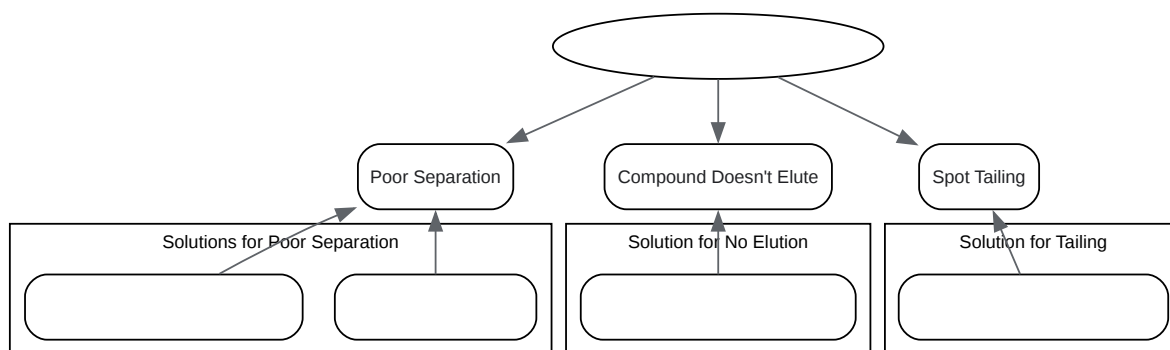 Poor Separation
Compound Doesn't Elute
Spot Tailing
Solutions for Poor Separation
Solution for No Elution
Solution for Tailing